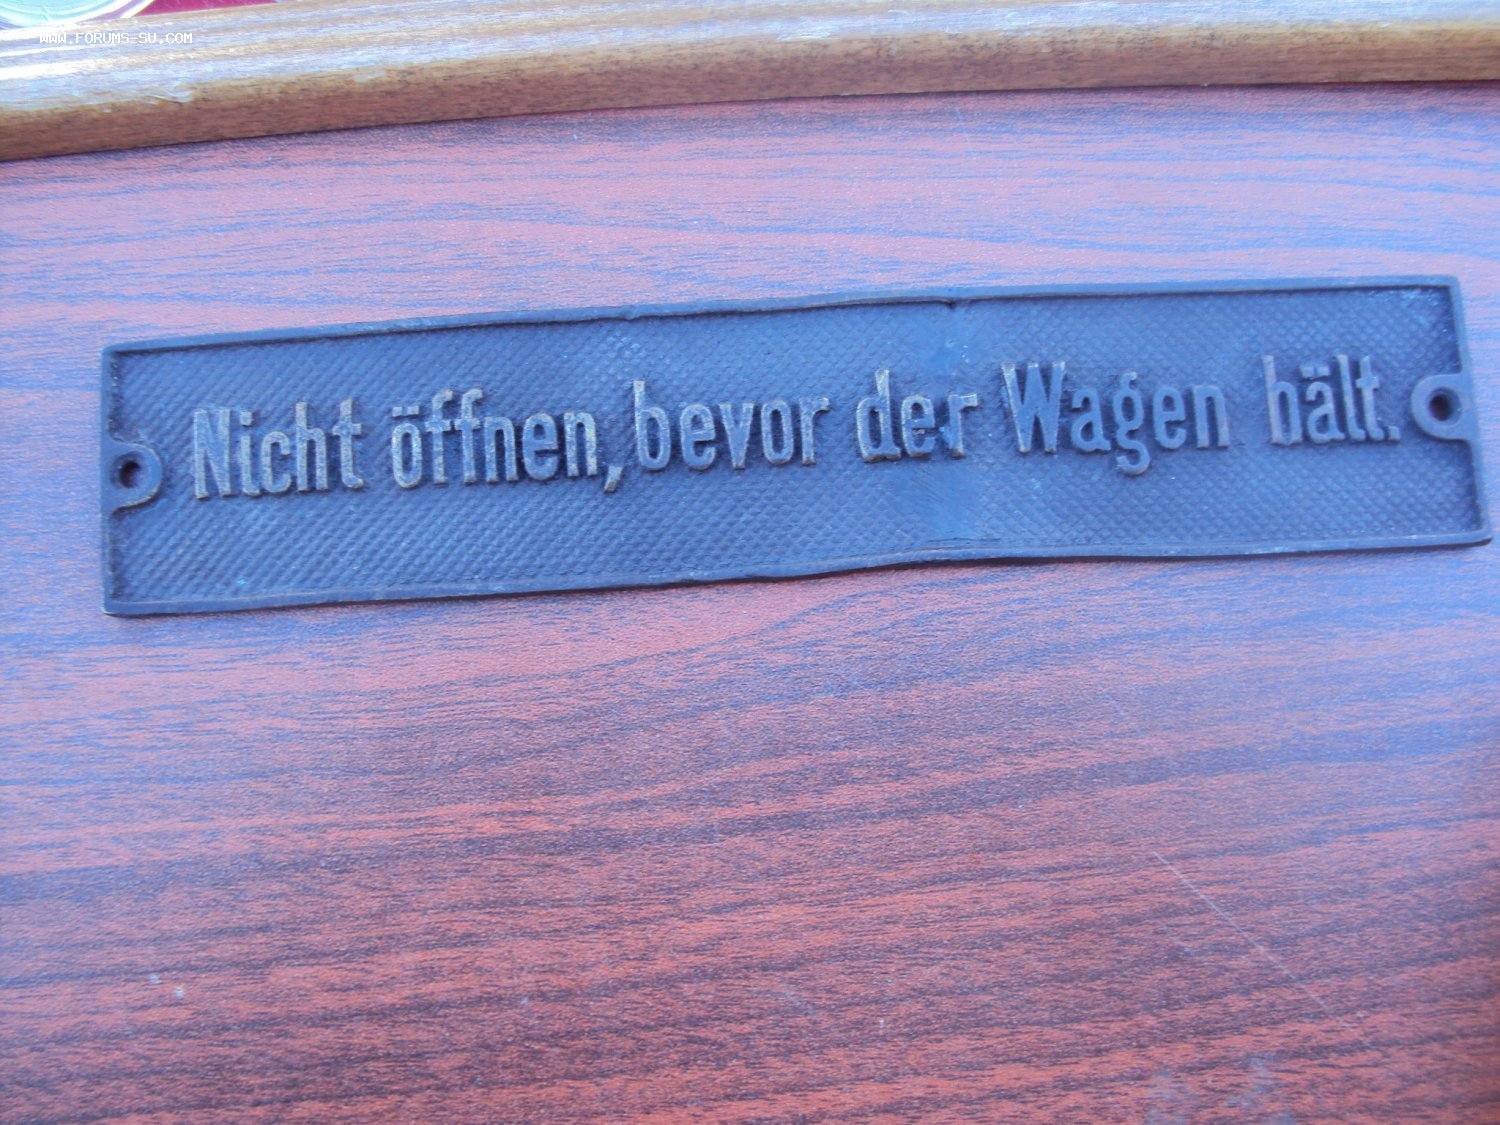 WWW.FORUMS-SU.COM
Nicht öffnen, bevor der Wagen hält.